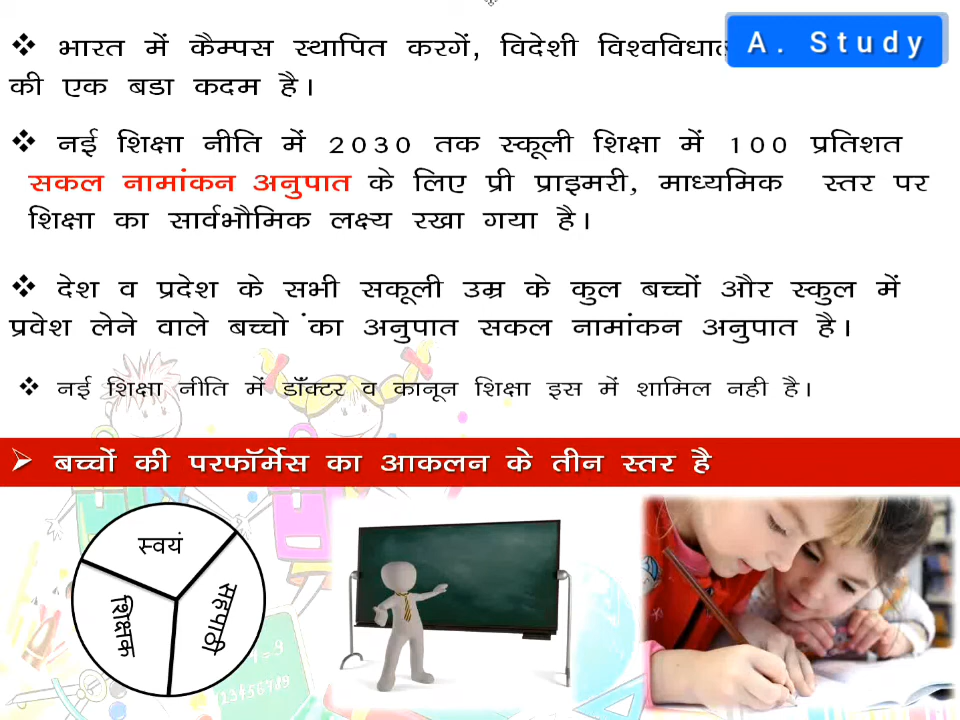 ❖ भारत में कैम्पस स्थापित करगें, विदेशी
A. Study
की एक बडा कदम है।
❖ नई शिक्षा नीति में 2030 तक स्कूली शिक्षा में 100 प्रतिशत
सकल नामांकन अनुपात के लिए प्री प्राइमरी, माध्यमिक स्तर पर
शिक्षा का सार्वभौमिक लक्ष्य रखा गया है।
❖ देश व प्रदेश के सभी सकूली उम्र के कुल बच्चों और स्कुल में
प्रवेश लेने वाले बच्चो ंका अनुपात सकल नामांकन अनुपात है।
❖ नई शिक्षा नीति में डॉक्टर व कानून शिक्षा इस में शामिल नही है।
➢ बच्चों की परफॉर्मेस का आकलन के तीन स्तर है
स्वयं
सहपाठी
शिक्षक